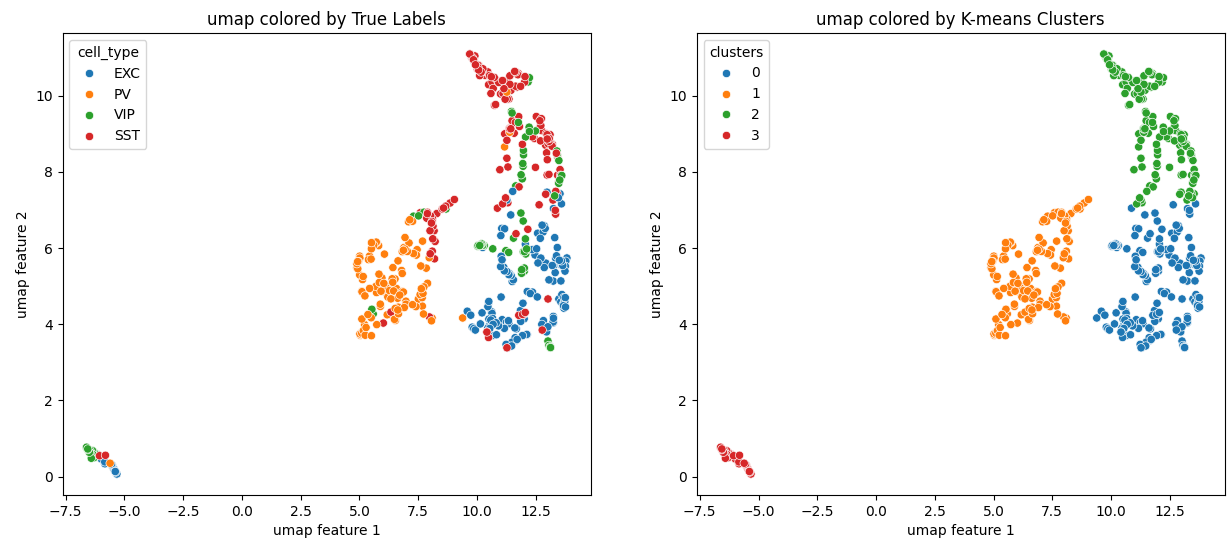 umap colored by True Labels
cell_type
EXC
PV
VIP
SST
10
8
6
4
2
0
umap feature 2
−7.5
−5.0
−2.5
0.0
2.5
5.0
7.5
10.0
12.5
umap feature 1
umap colored by K-means Clusters
clusters
0
1
2
3
10
8
6
4
2
0
umap feature 2
−7.5
−5.0
−2.5
0.0
2.5
5.0
7.5
10.0
12.5
umap feature 1